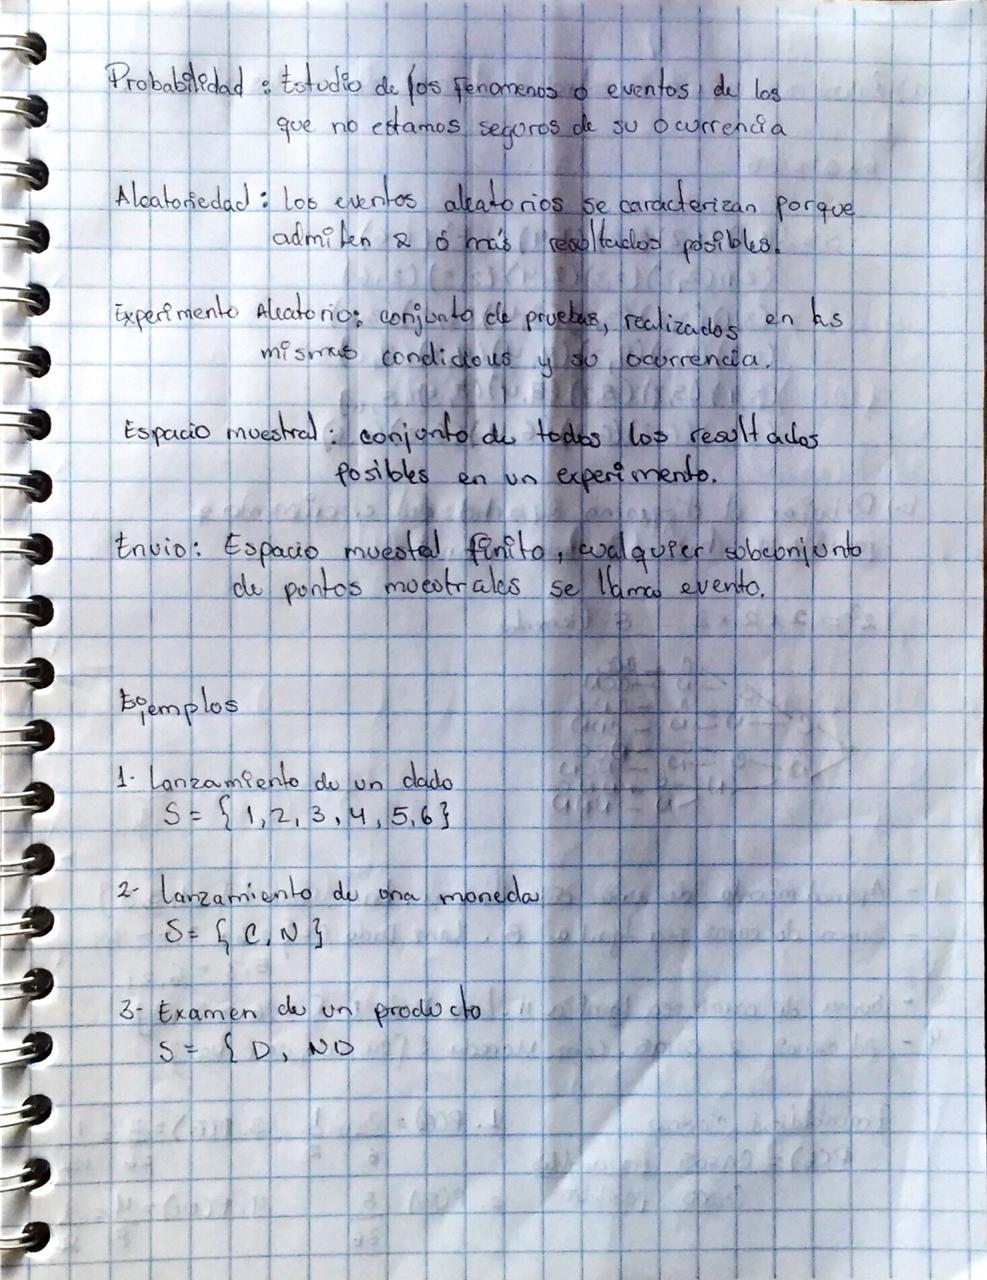 Probabilidad : Estudio de los fenomenos ó eventos de los
que no estamos seguros de su ocurrencia
Aleatoriedad : Los eventos aleatorios se caracterizan porque
admiten 2 ó más resultados posibles.
Experimento Aleatorio: conjunto de pruebas, realizados en las
mismas condicious y su ocurrencia.
Espacio muestral : conjunto de todos los resultados
posibles en un experimento.
Envio : Espacio muestal finito, cualquier subconjunto
de puntos muestrales se llama evento.
Ejemplos
1- Lanzamiento de un dado
S = { 1, 2, 3, 4, 5, 6 }
2- Lanzamiento de una moneda
S = { C, N }
3- Examen de un producto
S = { D, ND